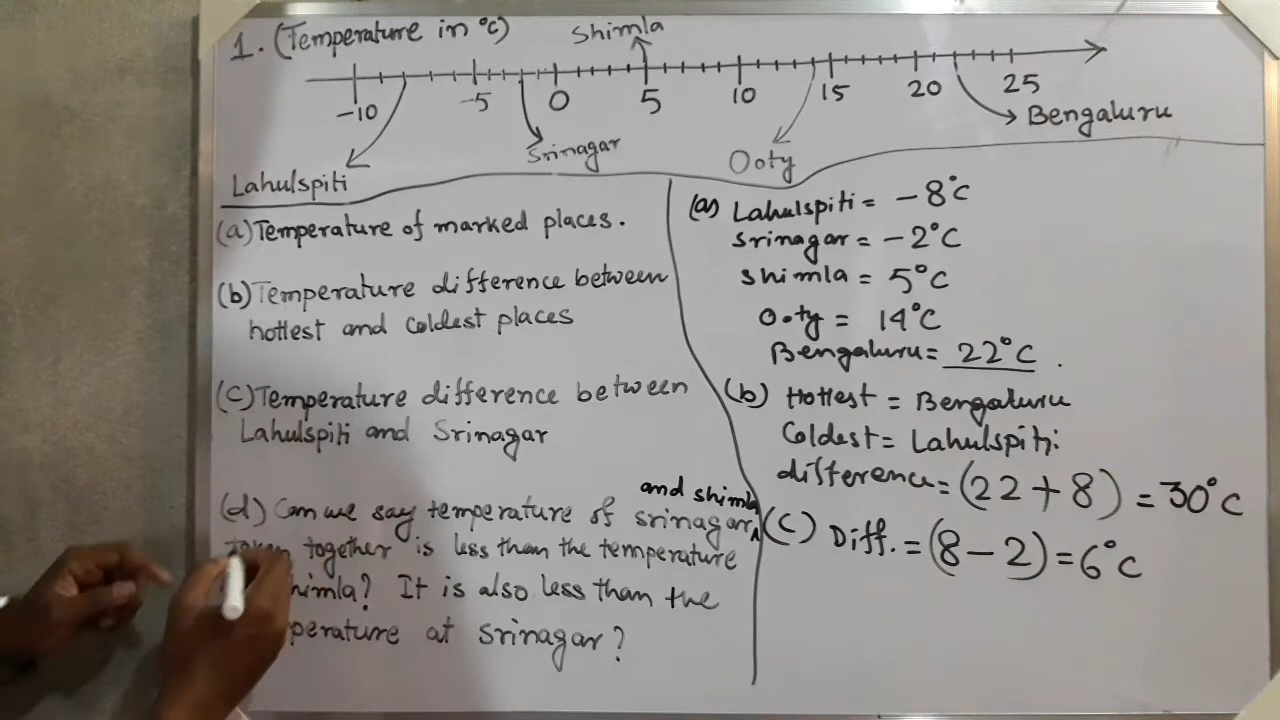 1. (Temperature in °C)
Shimla
-10 -5 0 5 10 15 20 25
Bengaluru
Srinagar
Ooty
Lahulspiti
(a) Temperature of marked places.
(b) Temperature difference between
hottest and coldest places
(c) Temperature difference between
Lahulspiti and Srinagar
and shimla
(d) Can we say temperature of srinagar
together is less than the temperature
himla? It is also less than the
perature at srinagar?
(a) Lahulspiti = -8°C
Srinagar = -2°C
Shimla = 5°C
Ooty = 14°C
Bengaluru = 22°C.
(b) Hottest = Bengaluru
Coldest = Lahulspiti
difference = (22+8) = 30°C
(c) Diff. = (8-2) = 6°C